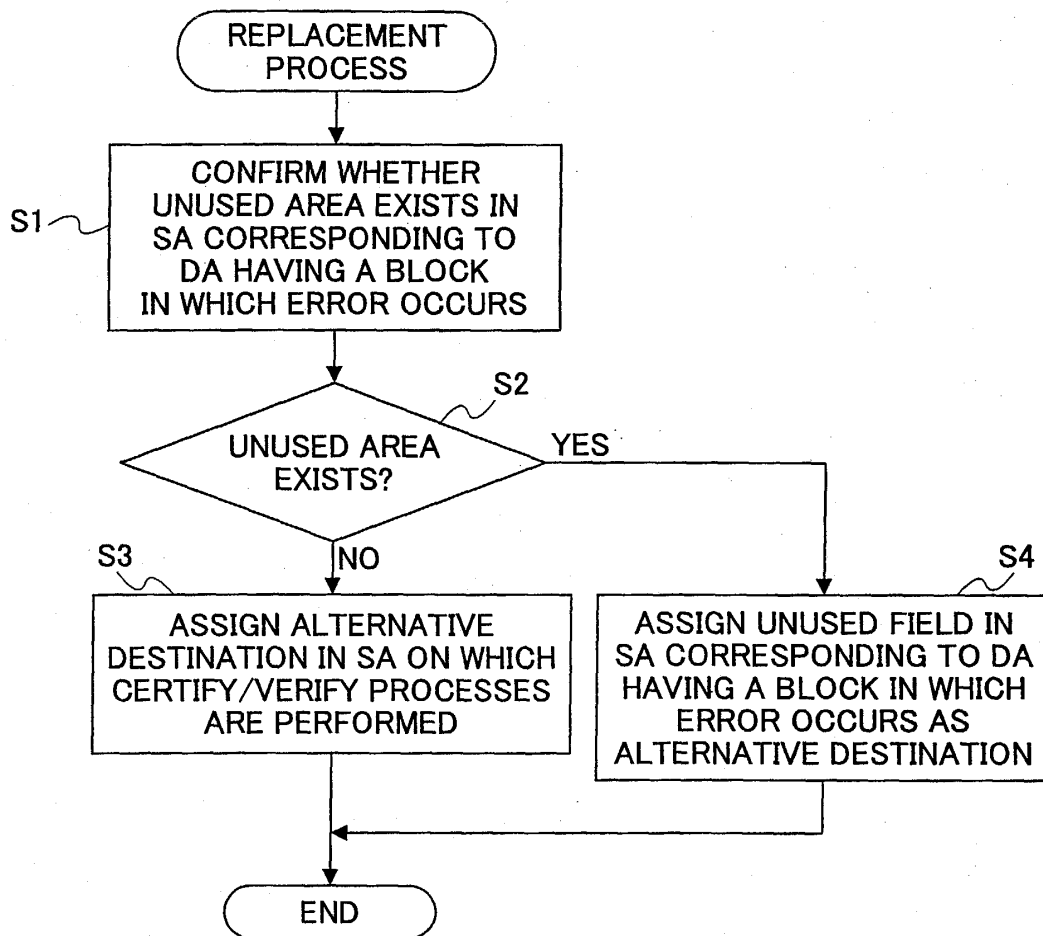 REPLACEMENT
PROCESS
S1
CONFIRM WHETHER
UNUSED AREA EXISTS IN
SA CORRESPONDING TO
DA HAVING A BLOCK
IN WHICH ERROR OCCURS
S2
UNUSED AREA
EXISTS?
YES
NO
S3
ASSIGN ALTERNATIVE
DESTINATION IN SA ON WHICH
CERTIFY/VERIFY PROCESSES
ARE PERFORMED
S4
ASSIGN UNUSED FIELD IN
SA CORRESPONDING TO DA
HAVING A BLOCK IN WHICH
ERROR OCCURS AS
ALTERNATIVE DESTINATION
END